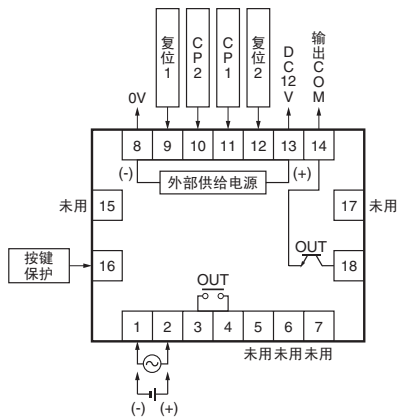 复位1
CP2
CP1
复位2
DC12V
输出COM
0V
8 9 10 11 12 13 14
(-) 外部供给电源 (+)
未用 15
17 未用
按键保护
16
OUT
18
OUT
1 2 3 4 5 6 7
未用 未用 未用
(-) (+)